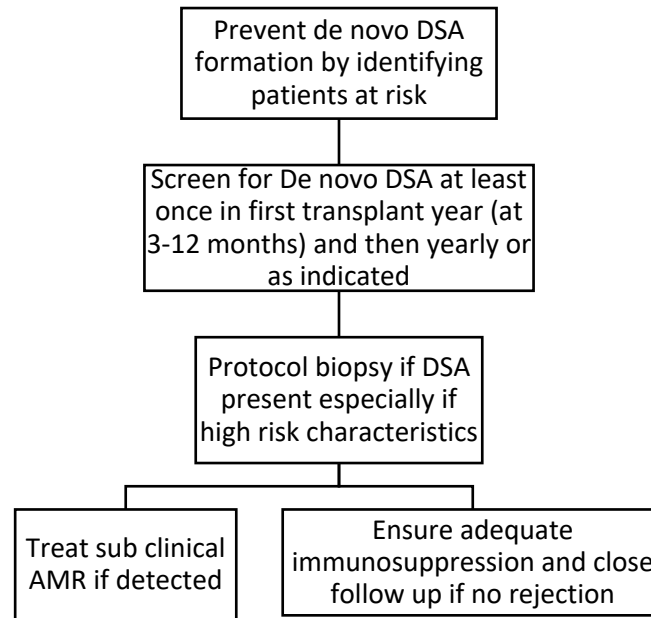 Prevent de novo DSA
formation by identifying
patients at risk
Screen for De novo DSA at least
once in first transplant year (at
3-12 months) and then yearly or
as indicated
Protocol biopsy if DSA
present especially if
high risk characteristics
Treat sub clinical
AMR if detected
Ensure adequate
immunosuppression and close
follow up if no rejection